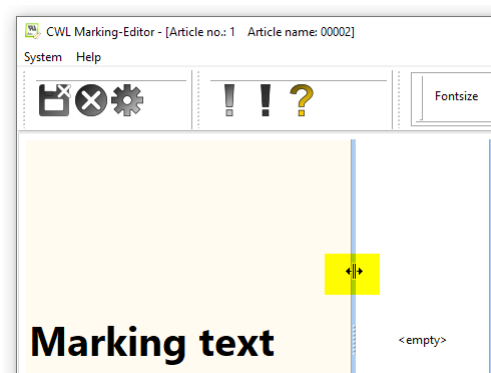 CWL Marking-Editor - [Article no.: 1   Article name: 00002]
System   Help
Fontsize
Marking text
<empty>